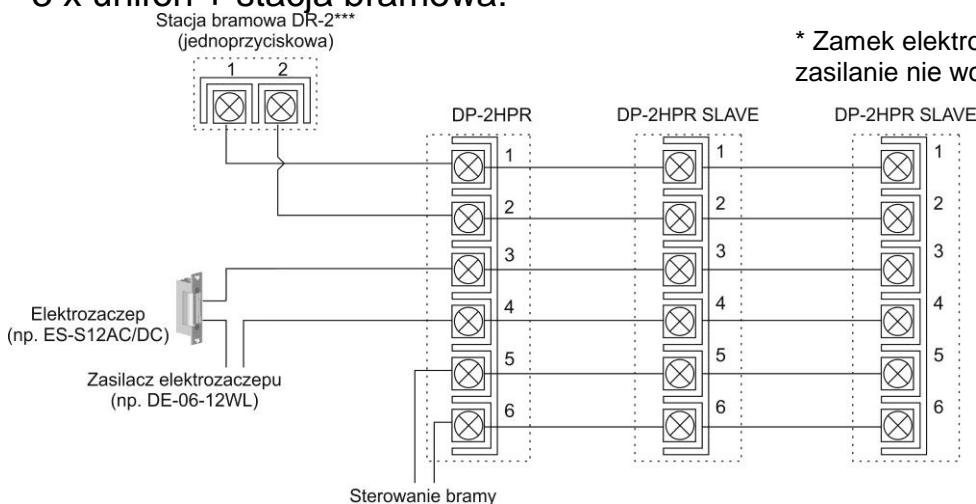 Stacja bramowa DR-2***
(jednoprzyciskowa)
1 2
* Zamek
zasilanie nie
DP-2HPR
DP-2HPR SLAVE
DP-2HPR SLAVE
1 1 1
2 2 2
3 3 3
4 4 4
5 5 5
6 6 6
Elektrozaczep
(np. ES-S12AC/DC)
Zasilacz elektrozaczepu
(np. DE-06-12WL)
Sterowanie bramy